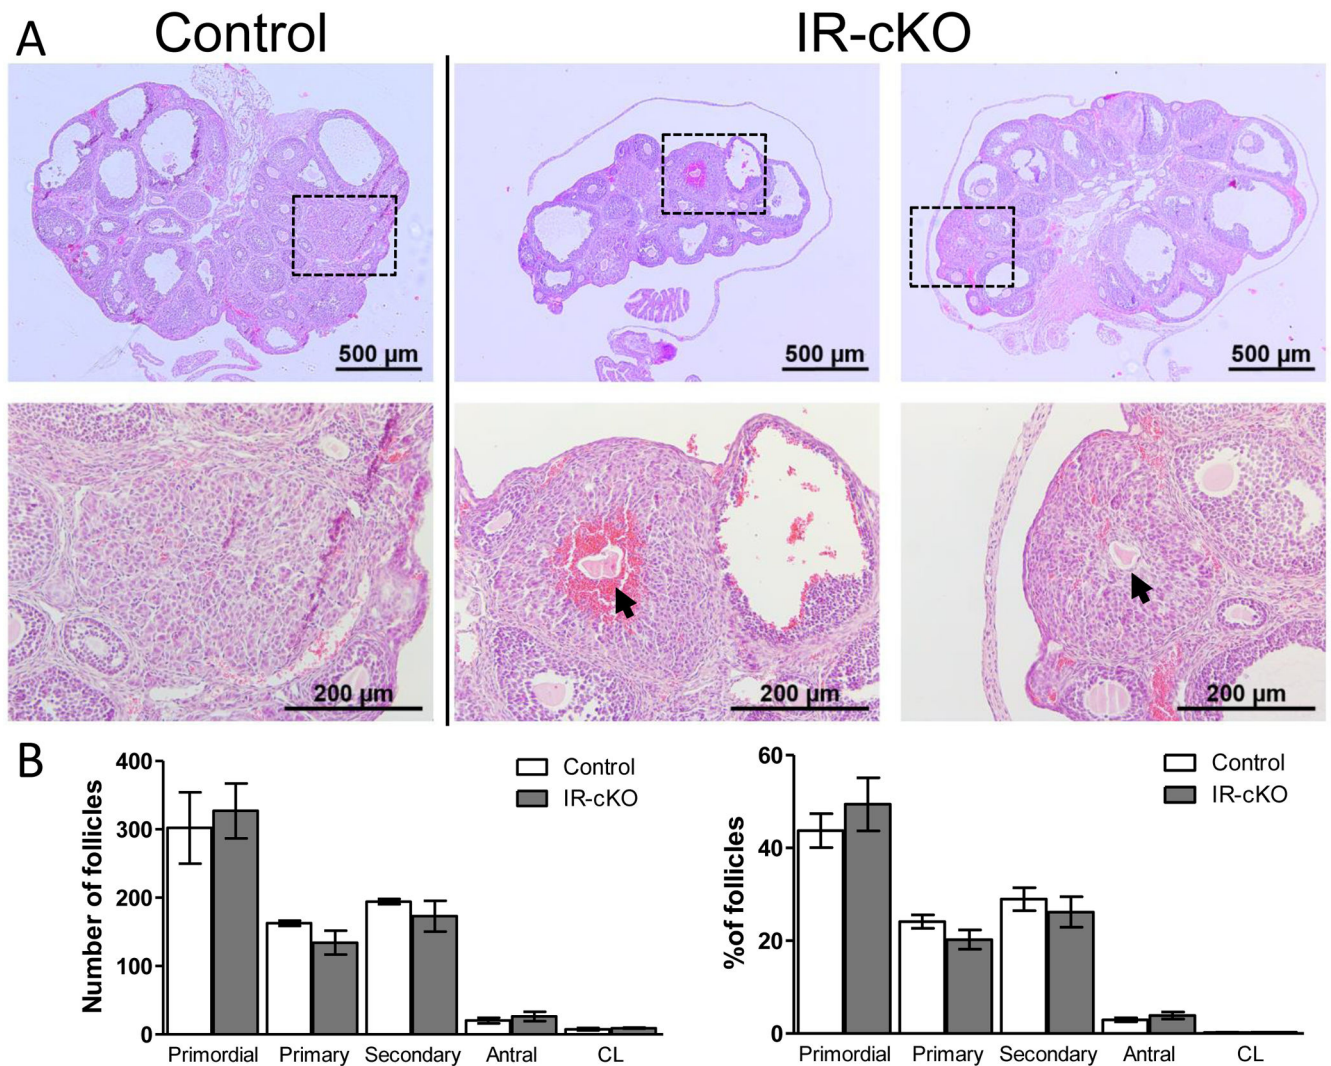 A
Control
IR-cKO
500 µm
500 µm
500 µm
200 µm
200 µm
200 µm
B
Number of follicles
400
300
200
100
0
Control
IR-cKO
Primordial
Primary
Secondary
Antral
CL
%of follicles
60
40
20
0
Control
IR-cKO
Primordial
Primary
Secondary
Antral
CL